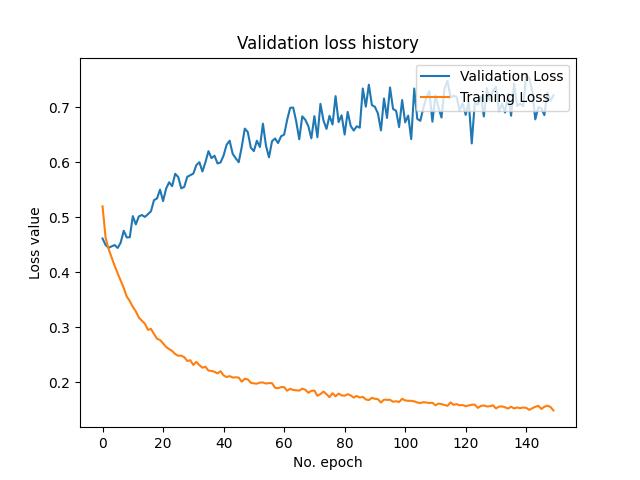 Validation loss history
Validation Loss
Training Loss
Loss value
0.7
0.6
0.5
0.4
0.3
0.2
0 20 40 60 80 100 120 140
No. epoch